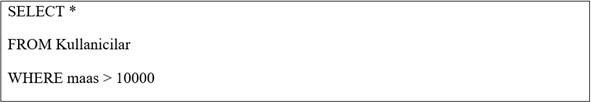 SELECT *
FROM Kullanicilar
WHERE maas > 10000